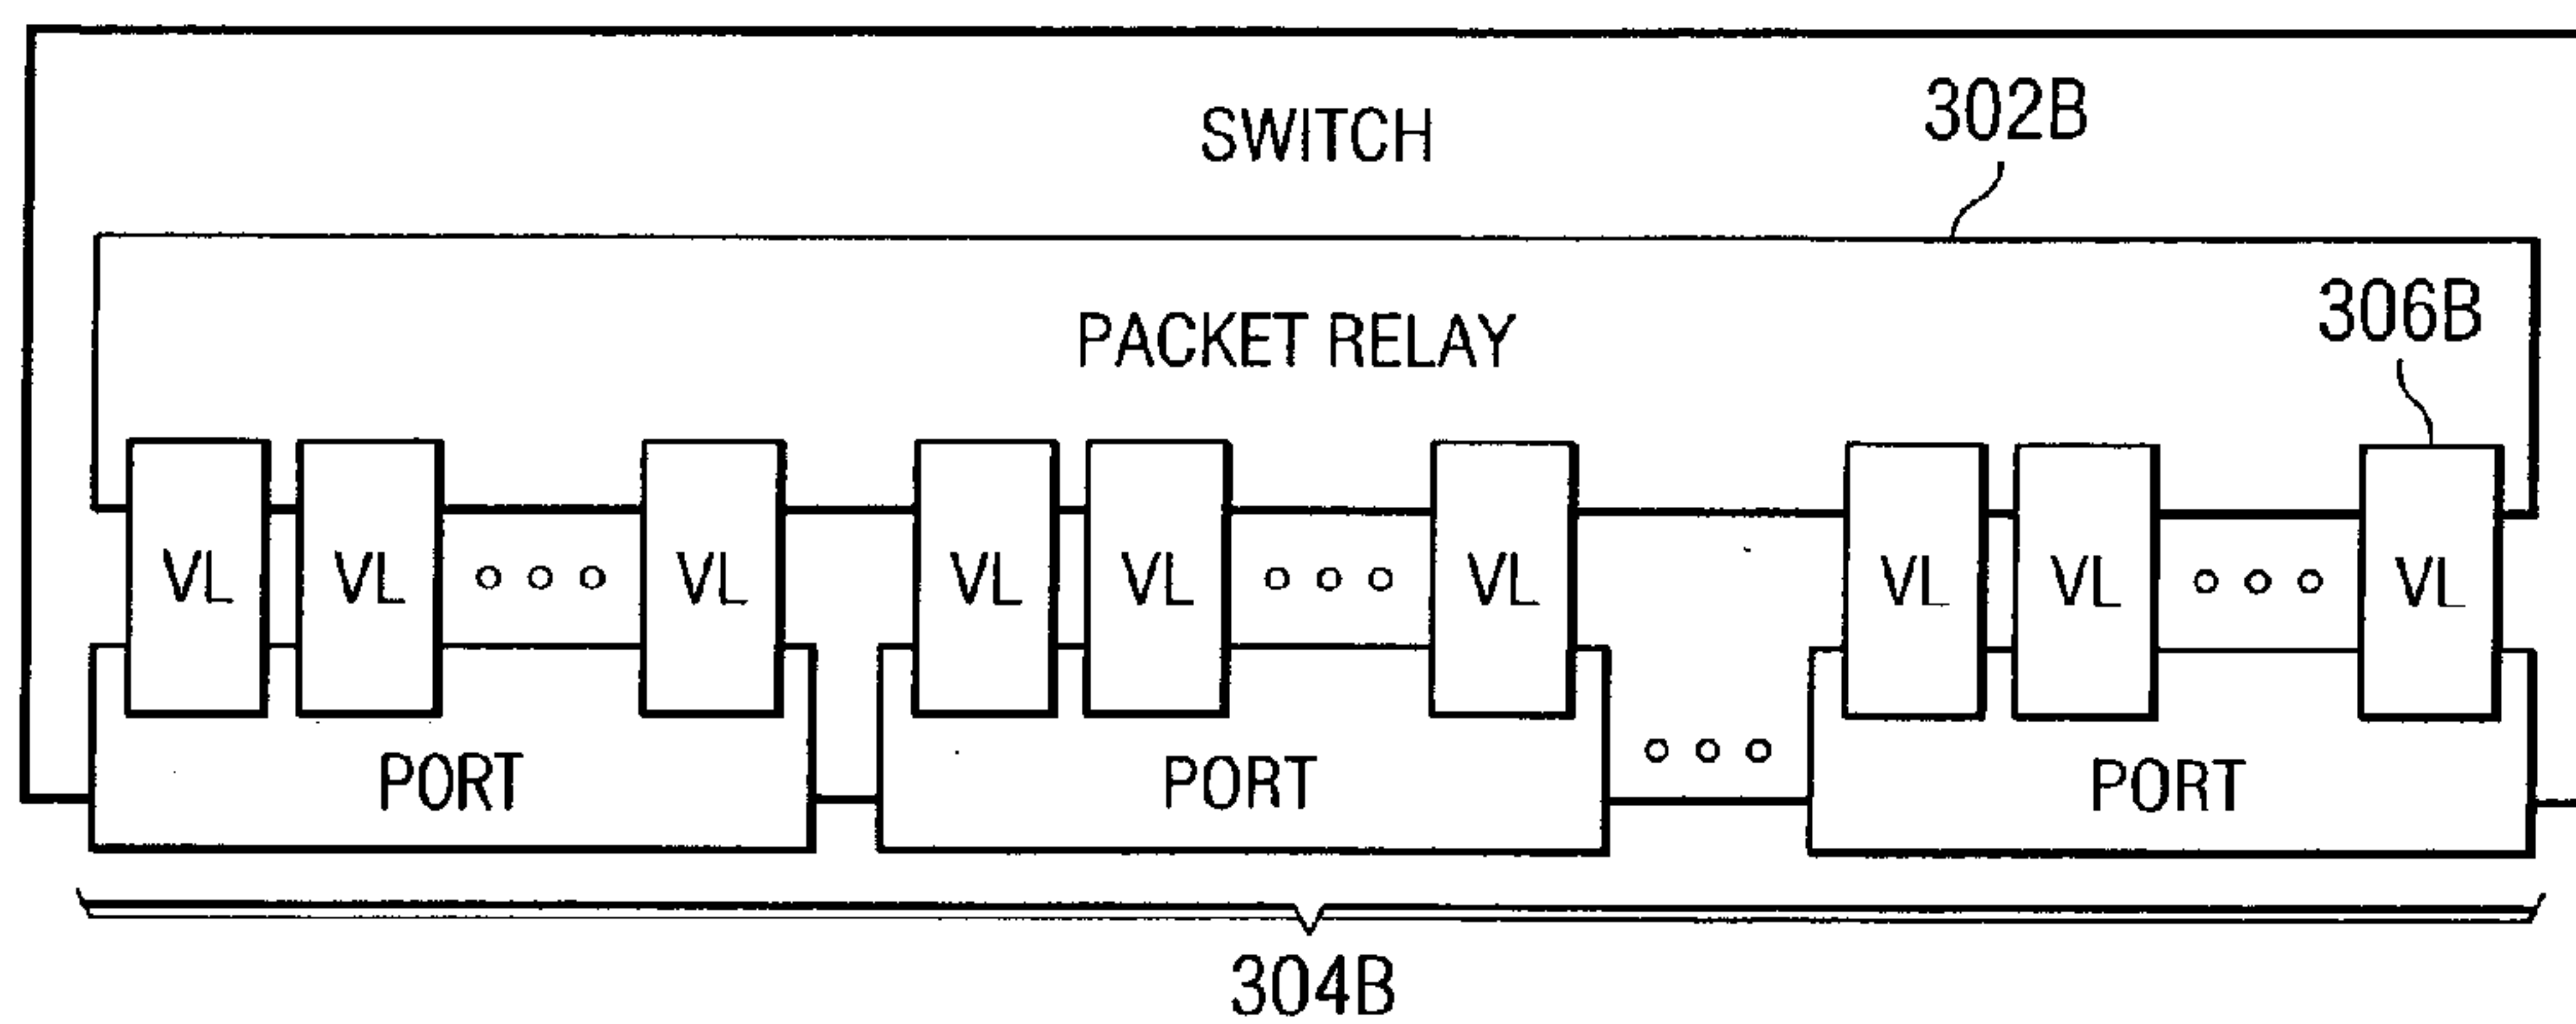 SWITCH
302B
PACKET RELAY
306B
VL VL VL VL VL VL VL VL VL
PORT PORT PORT
304B